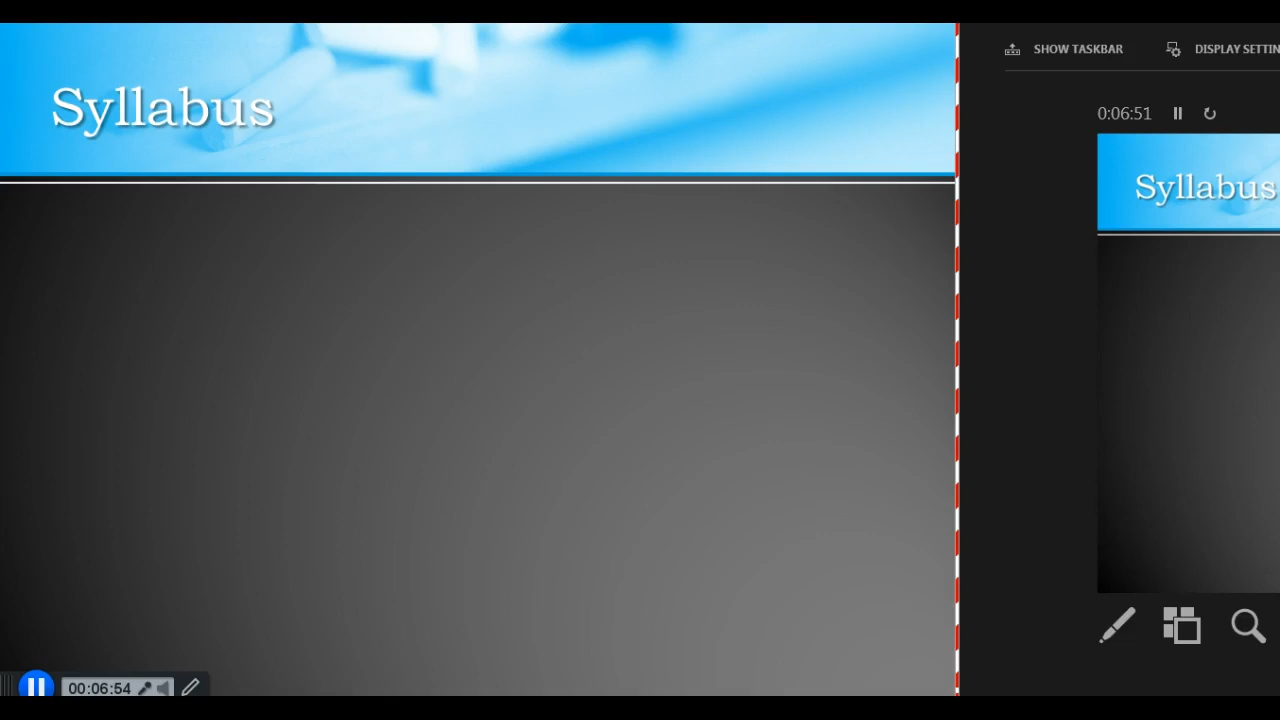 Syllabus
SHOW TASKBAR
DISPLAY SETTIN
0:06:51
Syllabus
00:06:54